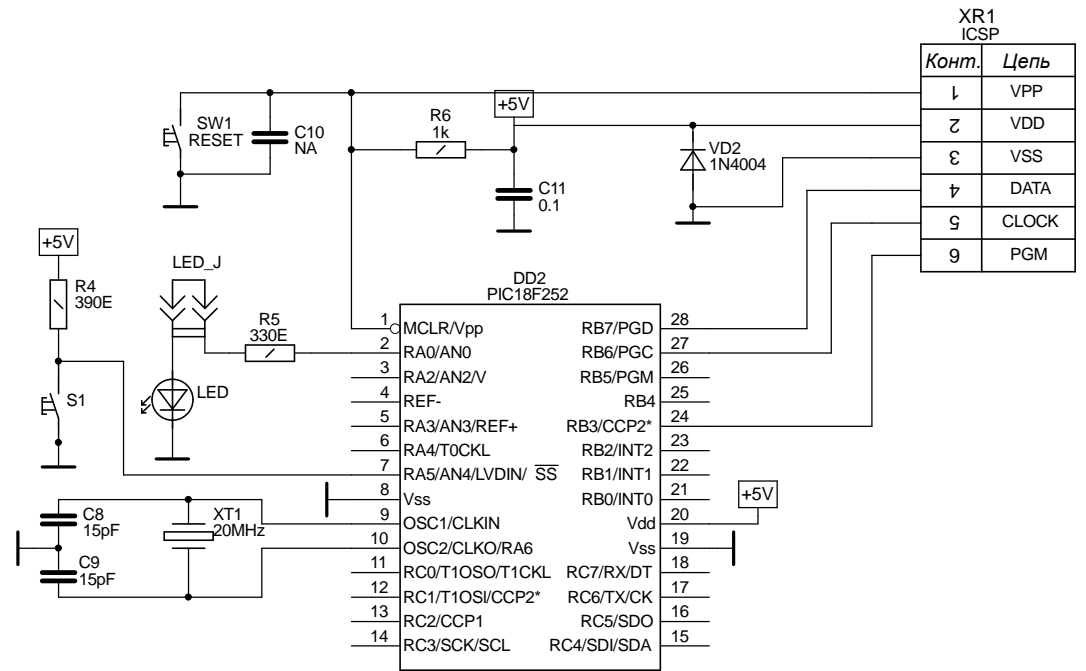 XR1
ICSP
Конт. Цепь
1 VPP
2 VDD
3 VSS
4 DATA
5 CLOCK
6 PGM
SW1
RESET
C10
NA
R6
1k
+5V
C11
0.1
VD2
1N4004
+5V
R4
390E
S1
LED_J
R5
330E
LED
DD2
PIC18F252
1 MCLR/Vpp
2 RA0/AN0
3 RA2/AN2/V
4 REF-
5 RA3/AN3/REF+
6 RA4/T0CKL
7 RA5/AN4/LVDIN/ SS
8 Vss
9 OSC1/CLKIN
10 OSC2/CLKO/RA6
11 RC0/T1OSO/T1CKL
12 RC1/T1OSI/CCP2*
13 RC2/CCP1
14 RC3/SCK/SCL
RB7/PGD 28
RB6/PGC 27
RB5/PGM 26
RB4 25
RB3/CCP2* 24
RB2/INT2 23
RB1/INT1 22
RB0/INT0 21
Vdd 20
Vss 19
RC7/RX/DT 18
RC6/TX/CK 17
RC5/SDO 16
RC4/SDI/SDA 15
+5V
C8
15pF
C9
15pF
XT1
20MHz